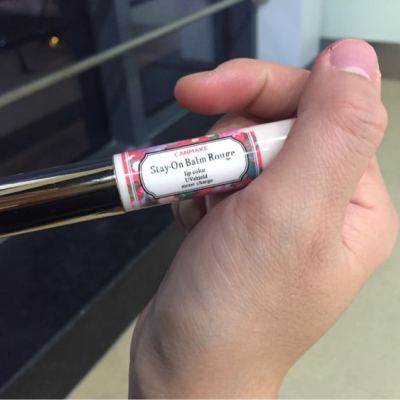 CANMAKE
Stay-On Balm Rouge
lip color
UVshield
moist charge